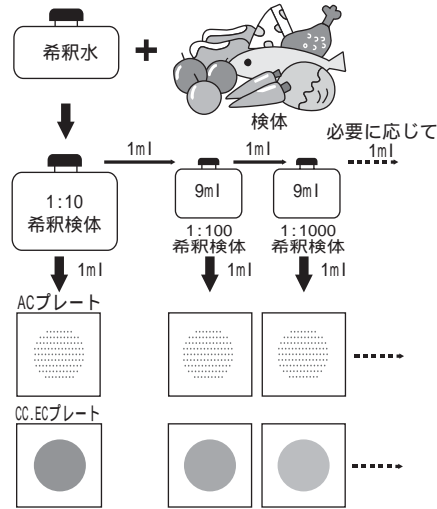 希釈水
検体
必要に応じて
1ml
1ml
1ml
1:10
希釈検体
9ml
9ml
1:100
希釈検体
1:1000
希釈検体
1ml
1ml
1ml
ACプレート
CC.ECプレート